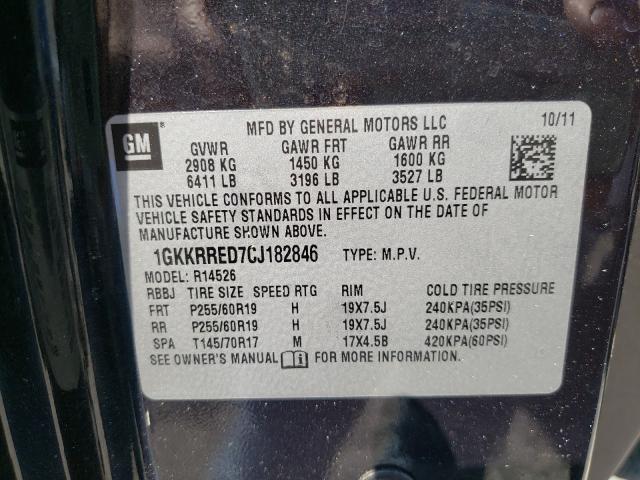 MFD BY GENERAL MOTORS LLC 10/11
GM
GVWR GAWR FRT GAWR RR
2908 KG 1450 KG 1600 KG
6411 LB 3196 LB 3527 LB
THIS VEHICLE CONFORMS TO ALL APPLICABLE U.S. FEDERAL MOTOR
VEHICLE SAFETY STANDARDS IN EFFECT ON THE DATE OF
MANUFACTURE SHOWN ABOVE.
1GKKRRED7CJ182846 TYPE: M.P.V.
MODEL: R14526
RBBJ TIRE SIZE SPEED RTG RIM COLD TIRE PRESSURE
FRT P255/60R19 H 19X7.5J 240KPA(35PSI)
RR P255/60R19 H 19X7.5J 240KPA(35PSI)
SPA T145/70R17 M 17X4.5B 420KPA(60PSI)
SEE OWNER'S MANUAL FOR MORE INFORMATION.